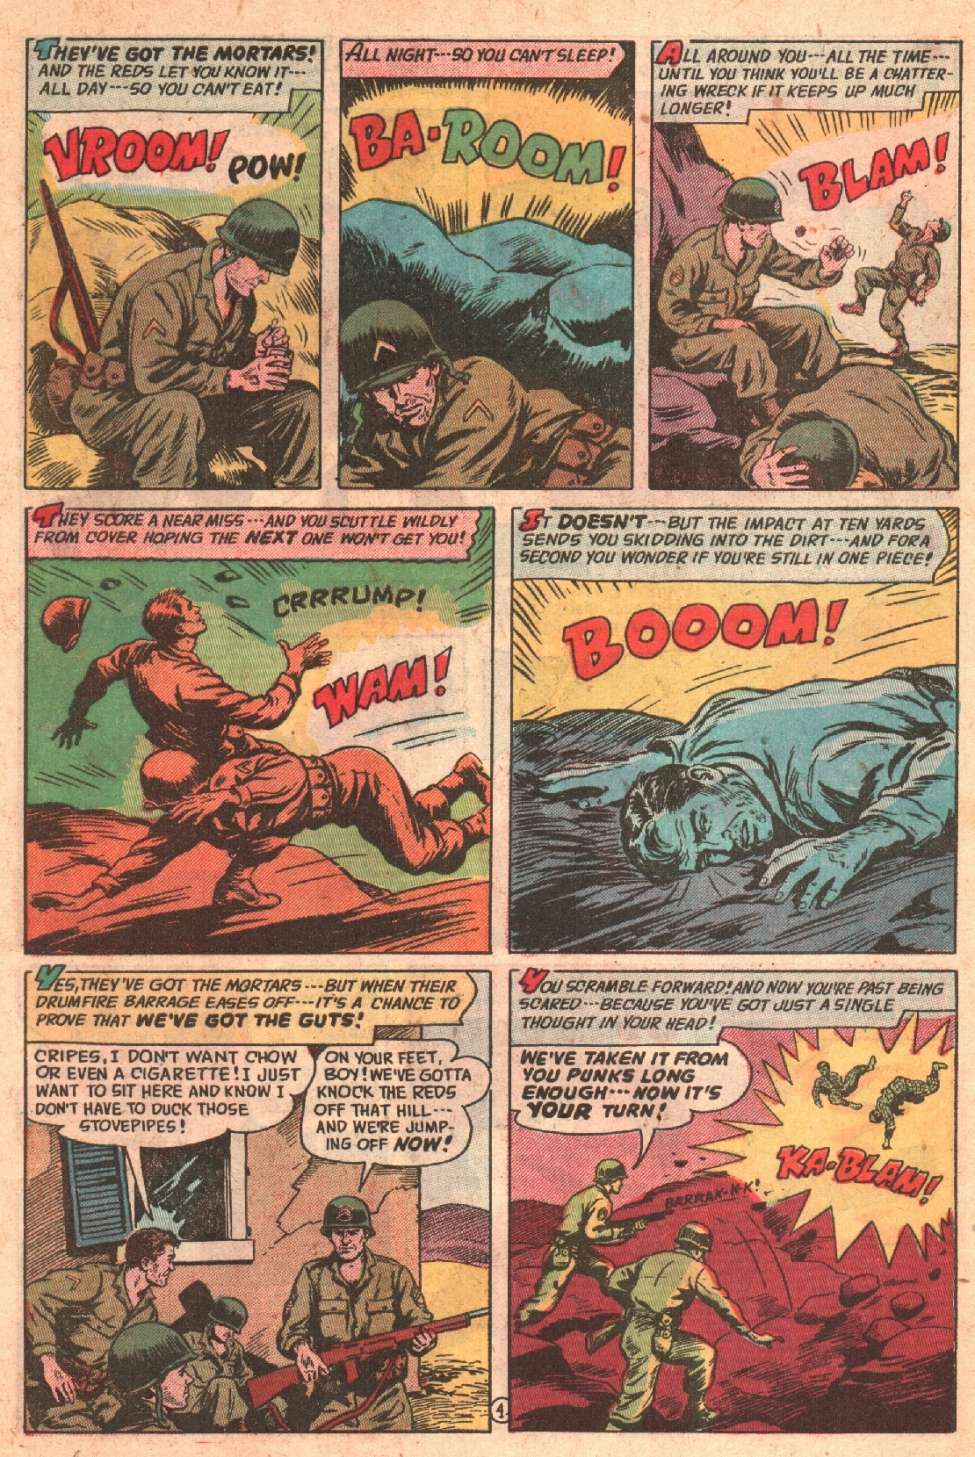 THEY'VE GOT THE MORTARS!
AND THE REDS LET YOU KNOW IT---
ALL DAY---SO YOU CAN'T EAT!
VROOM!
POW!
ALL NIGHT---SO YOU CAN'T SLEEP!
BA-ROOM!
ALL AROUND YOU---ALL THE TIME---
UNTIL YOU THINK YOU'LL BE A CHATTER-
ING WRECK IF IT KEEPS UP MUCH
LONGER!
BLAM!
THEY SCORE A NEAR MISS---AND YOU SCUTTLE WILDLY
FROM COVER HOPING THE NEXT ONE WON'T GET YOU!
CRRRUMP!
WAM!
IT DOESN'T---BUT THE IMPACT AT TEN YARDS
SENDS YOU SKIDDING INTO THE DIRT---AND FOR A
SECOND YOU WONDER IF YOU'RE STILL IN ONE PIECE!
BOOOM!
YES, THEY'VE GOT THE MORTARS---BUT WHEN THEIR
DRUMFIRE BARRAGE EASES OFF---IT'S A CHANCE TO
PROVE THAT WE'VE GOT THE GUTS!
CRIPES, I DON'T WANT CHOW
OR EVEN A CIGARETTE! I JUST
WANT TO SIT HERE AND KNOW I
DON'T HAVE TO DUCK THOSE
STOVEPIPES!
ON YOUR FEET,
BOY! WE'VE GOTTA
KNOCK THE REDS
OFF THAT HILL---
AND WE'RE JUMP-
ING OFF NOW!
YOU SCRAMBLE FORWARD! AND NOW YOU'RE PAST BEING
SCARED---BECAUSE YOU'VE GOT JUST A SINGLE
THOUGHT IN YOUR HEAD!
WE'VE TAKEN IT FROM
YOU PUNKS LONG
ENOUGH---NOW IT'S
YOUR TURN!
KA-BLAM!
RRRRAK-K-K!
4